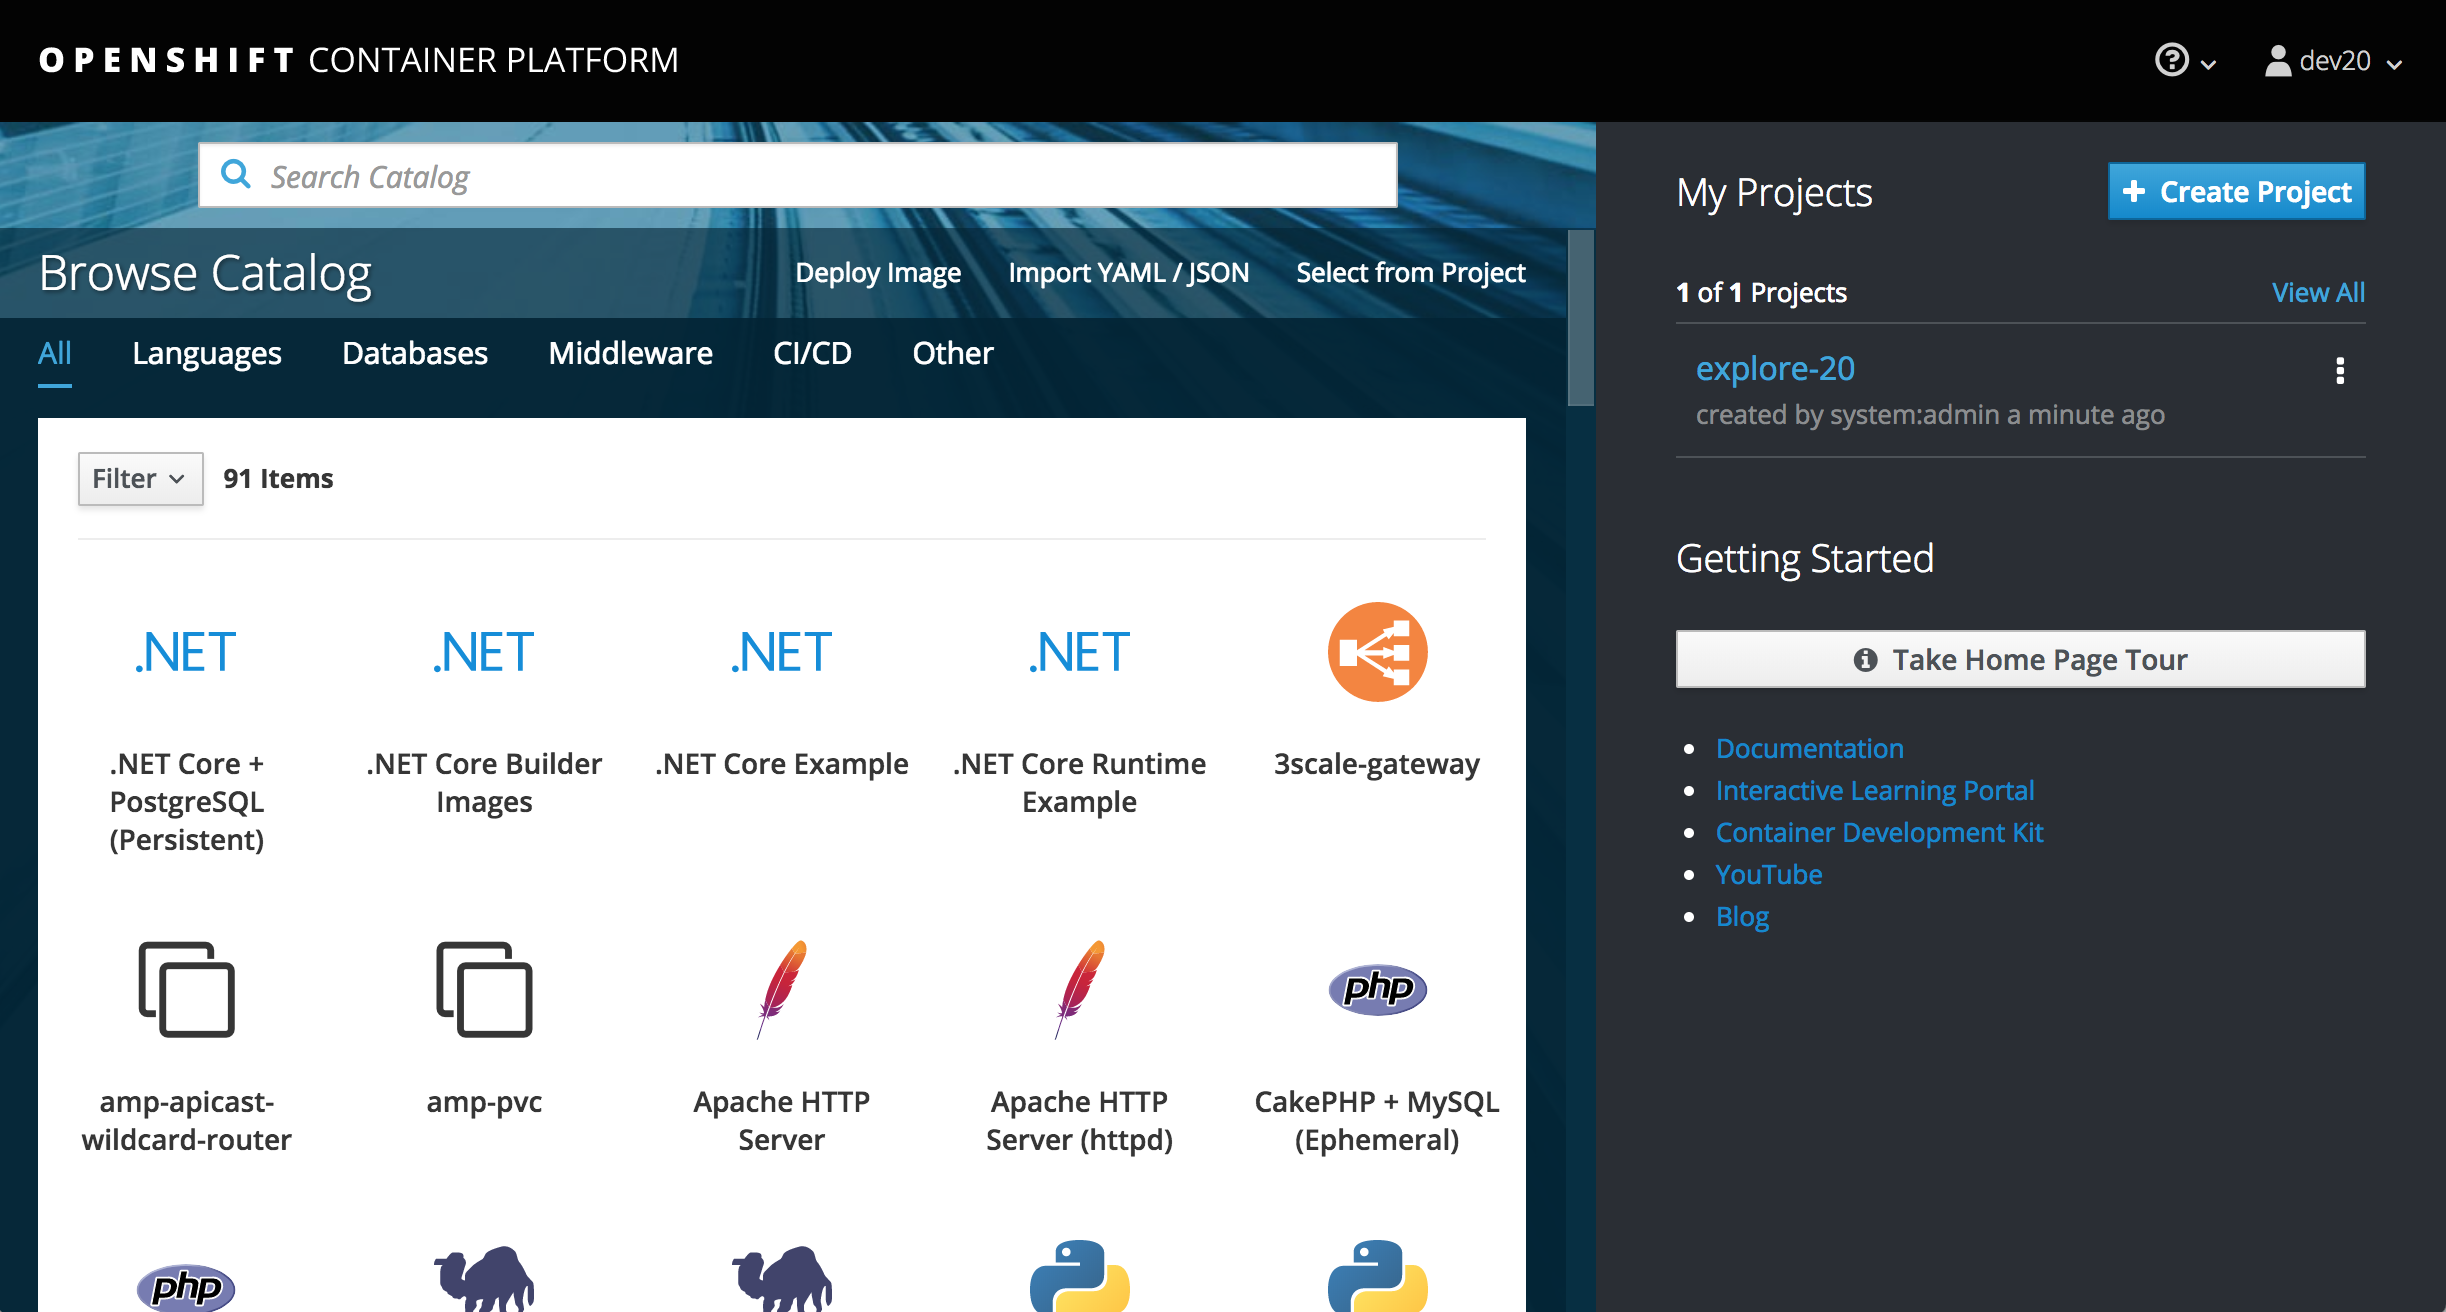 OPENSHIFT CONTAINER PLATFORM
dev20
Search Catalog
Browse Catalog
Deploy Image
Import YAML / JSON
Select from Project
All
Languages
Databases
Middleware
CI/CD
Other
Filter
91 Items
.NET
.NET
.NET
.NET
.NET Core +
PostgreSQL
(Persistent)
.NET Core Builder
Images
.NET Core Example
.NET Core Runtime
Example
3scale-gateway
php
amp-apicast-
wildcard-router
amp-pvc
Apache HTTP
Server
Apache HTTP
Server (httpd)
CakePHP + MySQL
(Ephemeral)
php
My Projects
Create Project
1 of 1 Projects
View All
explore-20
created by system:admin a minute ago
Getting Started
Take Home Page Tour
Documentation
Interactive Learning Portal
Container Development Kit
YouTube
Blog